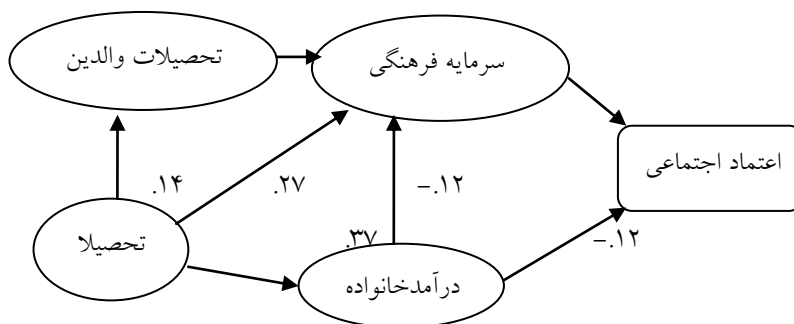 تحصیلات والدین
سرمایه فرهنگی
اعتماد اجتماعی
.۱۴
.۲۷
-.۱۲
تحصیلا
.۳۷
-.۱۲
درآمدخانواده